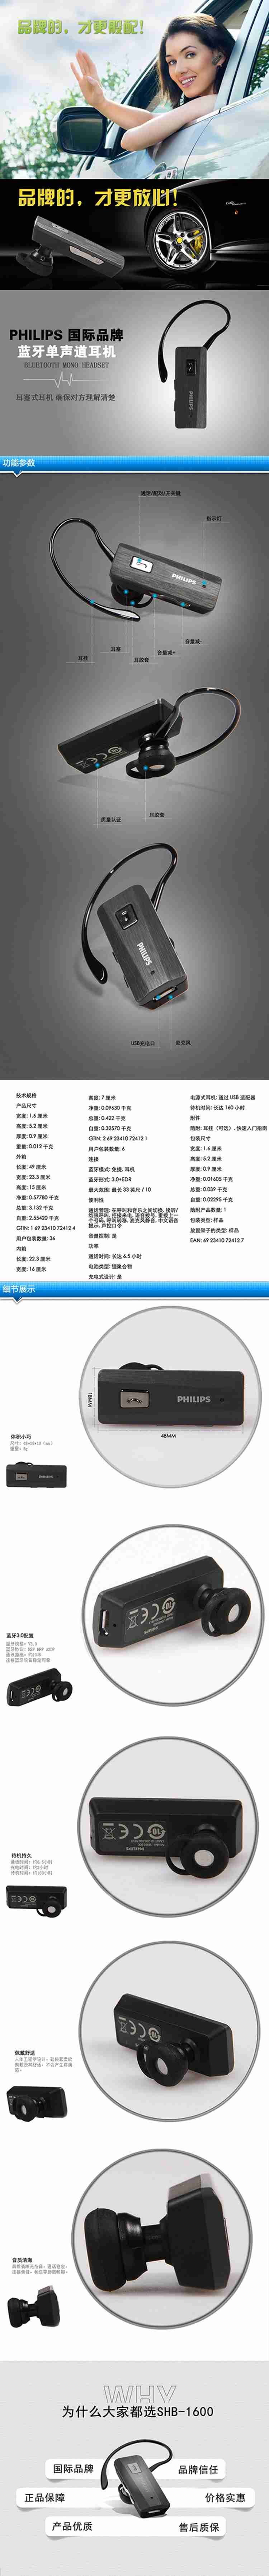 品牌的，才更般配！
品牌的，才更放心！
PHILIPS 国际品牌
蓝牙单声道耳机
BLUETOOTH MONO HEADSET
耳塞式耳机 确保对方理解清楚
PHILIPS
功能参数
通话/配对/开关键
指示灯
PHILIPS
音量减-
音量减+
耳挂
耳塞
耳胶套
质量认证
耳胶套
PHILIPS
USB充电口
麦克风
技术规格
产品尺寸
宽度: 1.6 厘米
高度: 5.2 厘米
厚度: 0.9 厘米
重量: 0.012 千克
外箱
长度: 49 厘米
宽度: 23.3 厘米
高度: 15 厘米
净重: 0.57780 千克
总重: 3.132 千克
自重: 2.55420 千克
GTIN: 1 69 23410 72412 4
用户包装数量: 36
内箱
长度: 22.3 厘米
宽度: 16 厘米
高度: 7 厘米
净重: 0.09630 千克
总重: 0.422 千克
自重: 0.32570 千克
GTIN: 2 69 23410 72412 1
用户包装数量: 6
连接
蓝牙模式: 免提, 耳机
蓝牙形式: 3.0+EDR
最大范围: 最长 33 英尺 / 10
便利性
通话管理: 在呼叫和音乐之间切换, 接听/
结束呼叫, 拒接来电, 语音拨号, 重拨上一
个号码, 呼叫转移, 麦克风静音, 中文语音
提示, 声控口令
音量控制: 是
功率
通话时间: 长达 6.5 小时
电池类型: 锂聚合物
充电式设计: 是
电源式耳机: 通过 USB 适配器
待机时间: 长达 160 小时
附件
随附: 耳挂（可选）, 快速入门指南
包装尺寸
宽度: 1.6 厘米
高度: 5.2 厘米
厚度: 0.9 厘米
净重: 0.01605 千克
总重: 0.039 千克
自重: 0.02295 千克
随附产品数量: 1
包装类型: 样品
放置架子的类型: 样品
EAN: 69 23410 72412 7
细节展示
18MM
PHILIPS
48MM
体积小巧
PHILIPS
蓝牙3.0配置
待机持久
佩戴舒适
音质清澈
WHY
为什么大家都选SHB-1600
国际品牌
品牌信任
正品保障
价格实惠
产品优质
售后质保